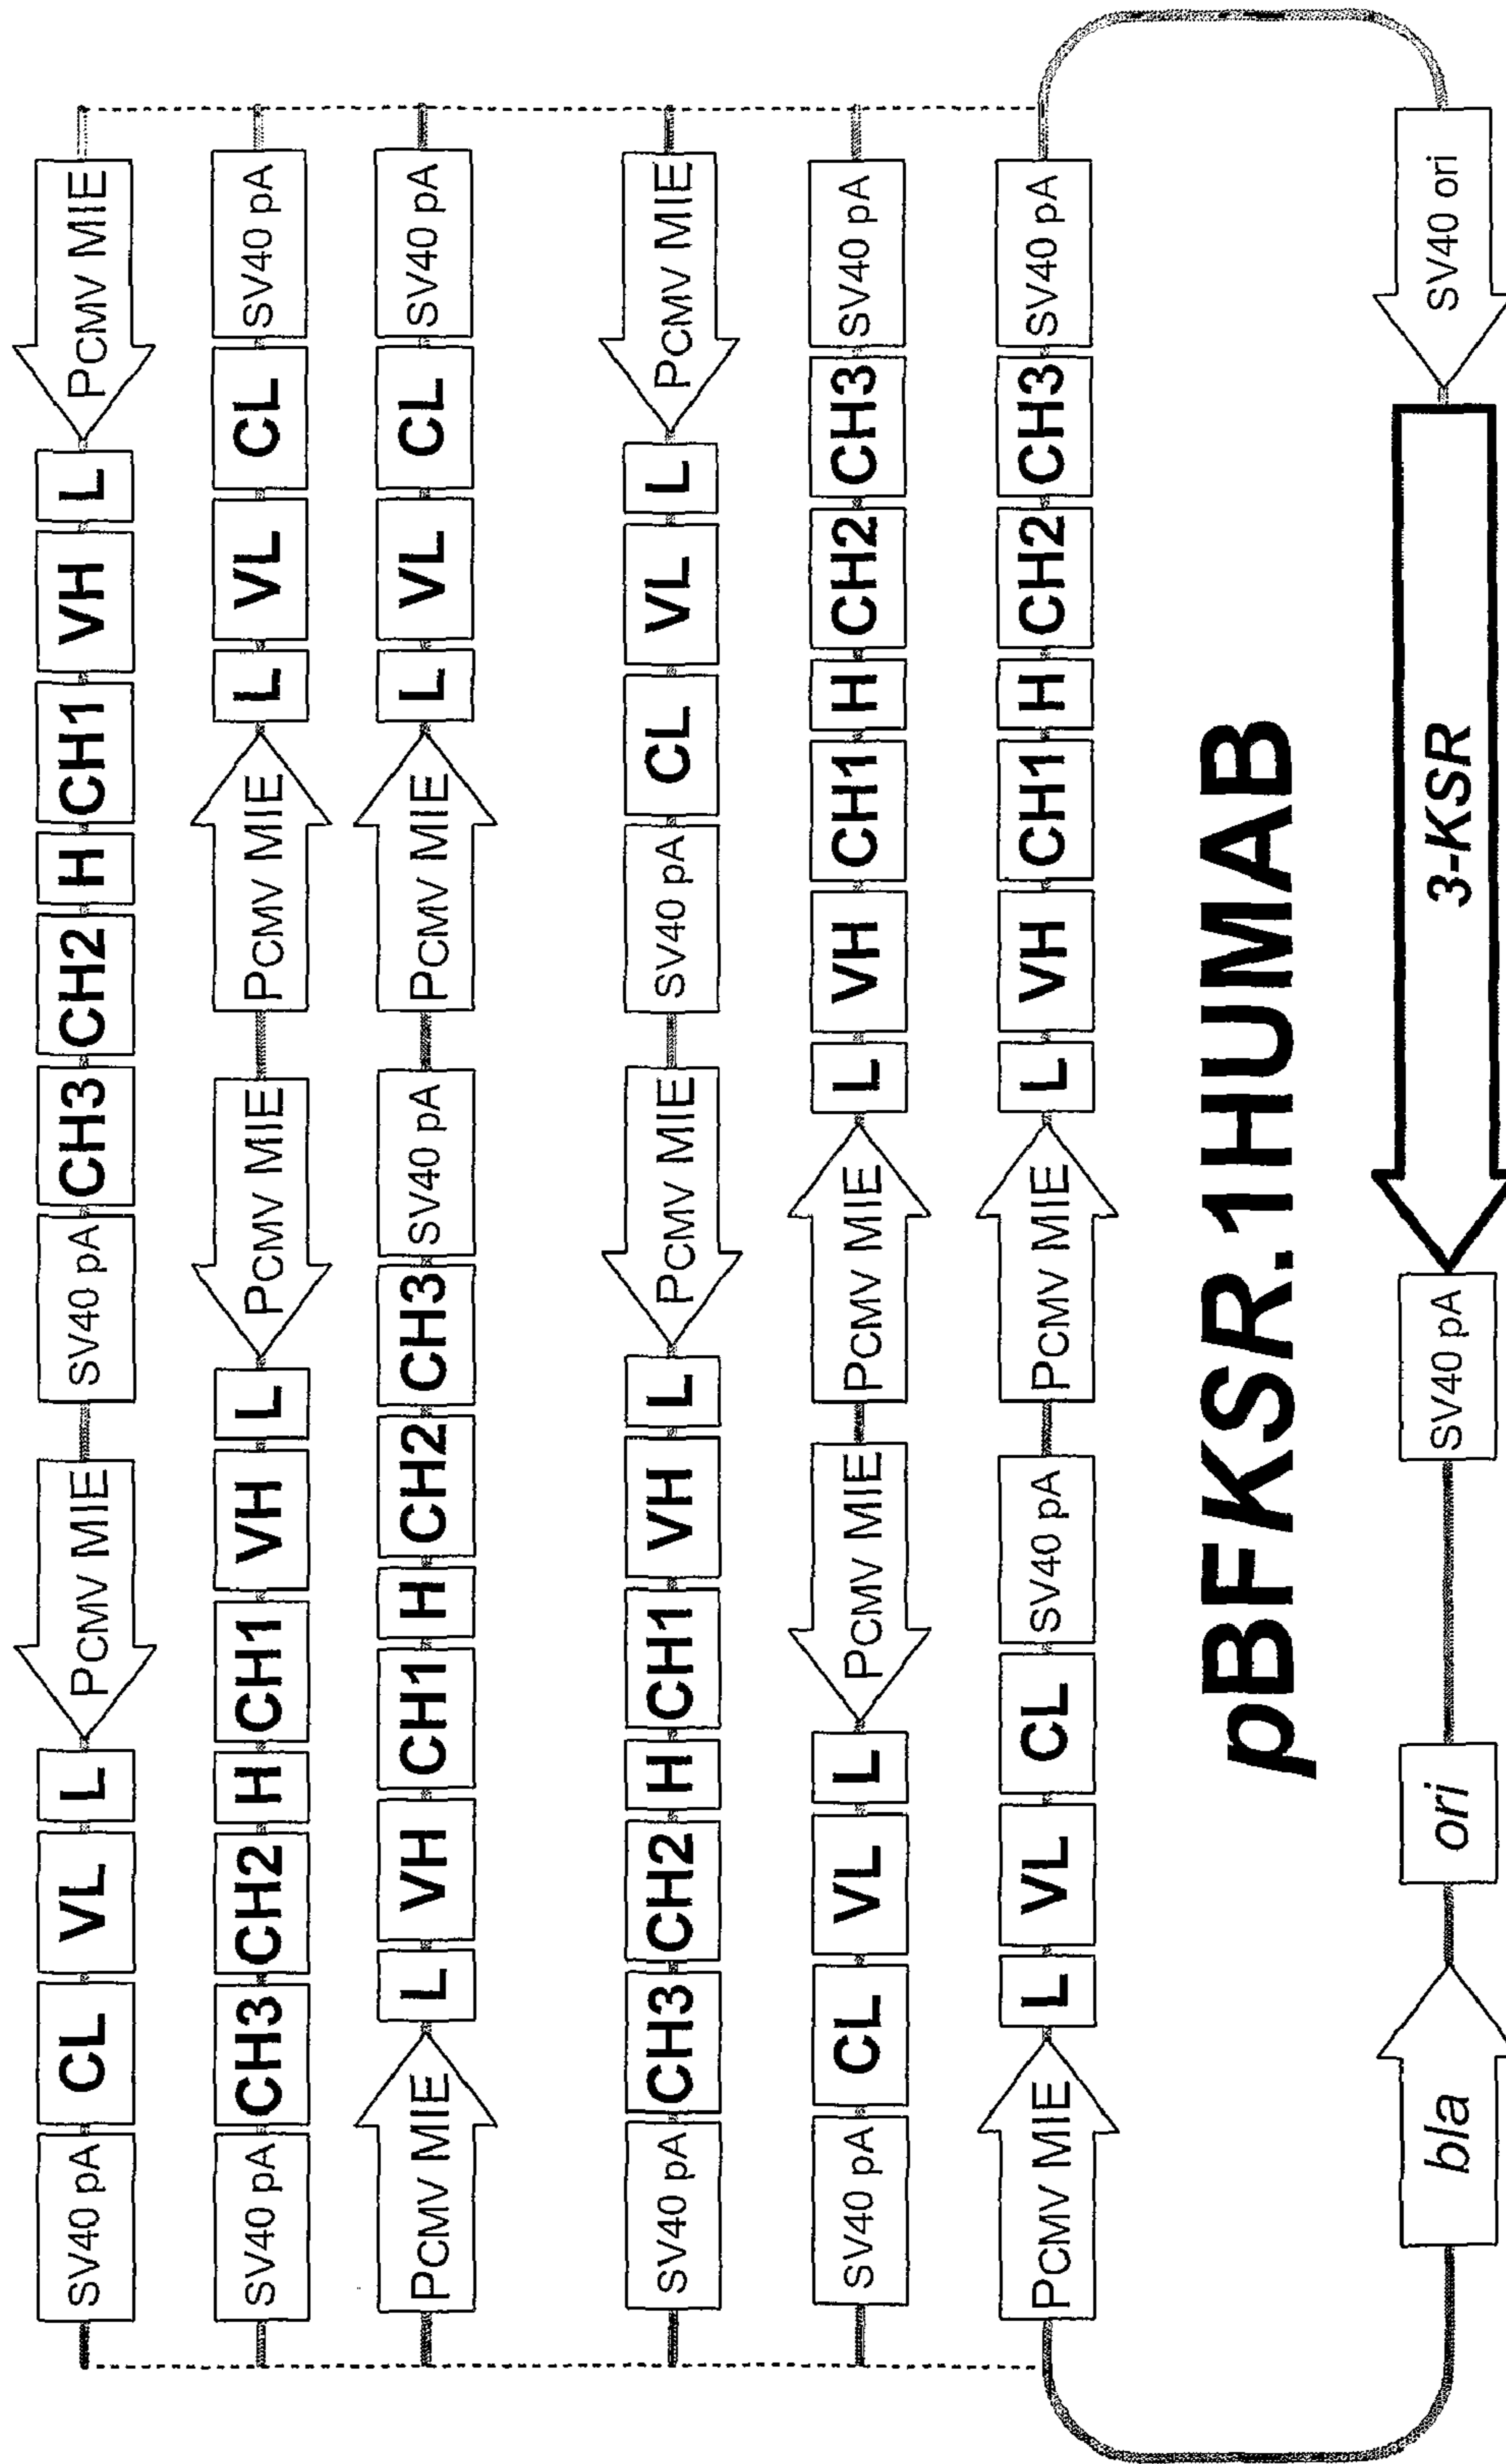 SV40 pA CL VL L PCMV MIE SV40 pA CH3 CH2 H CH1 VH L PCMV MIE
SV40 pA CH3 CH2 H CH1 VH L PCMV MIE PCMV MIE L VL CL SV40 pA
PCMV MIE L VH CH1 H CH2 CH3 SV40 pA PCMV MIE L VL CL SV40 pA
SV40 pA CH3 CH2 H CH1 VH L PCMV MIE SV40 pA CL VL L PCMV MIE
SV40 pA CL VL L PCMV MIE PCMV MIE L VH CH1 H CH2 CH3 SV40 pA
PCMV MIE L VL CL SV40 pA PCMV MIE L VH CH1 H CH2 CH3 SV40 pA
pBFKSR.1HUMAB
bla ori SV40 pA 3-KSR SV40 ori